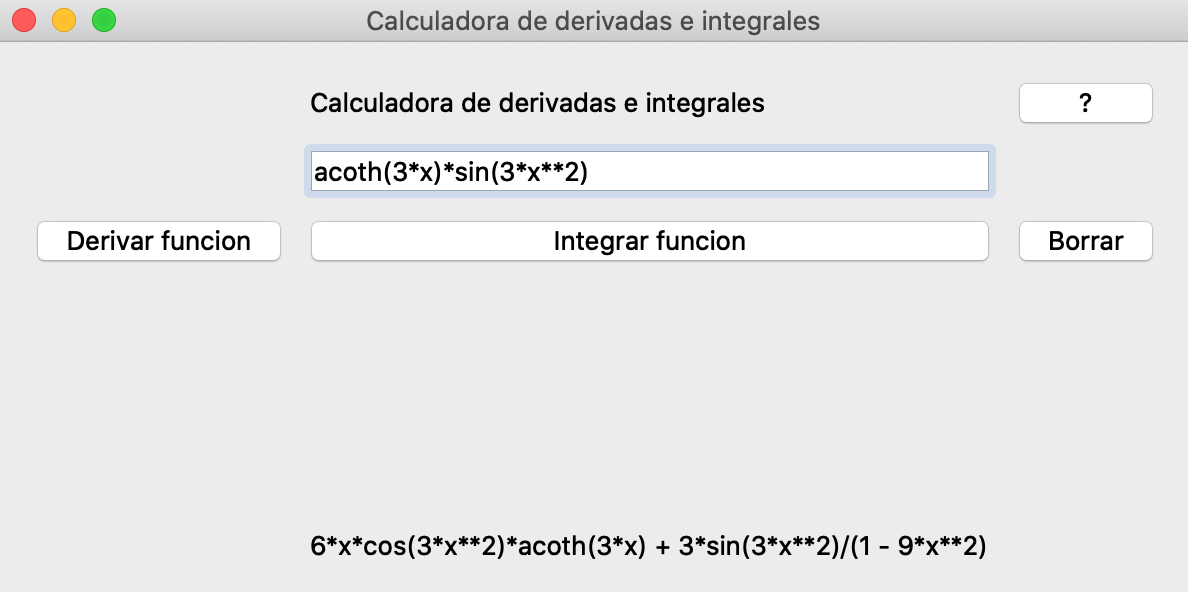 Calculadora de derivadas e integrales
Calculadora de derivadas e integrales
?
acoth(3*x)*sin(3*x**2)
Derivar funcion
Integrar funcion
Borrar
6*x*cos(3*x**2)*acoth(3*x) + 3*sin(3*x**2)/(1 - 9*x**2)